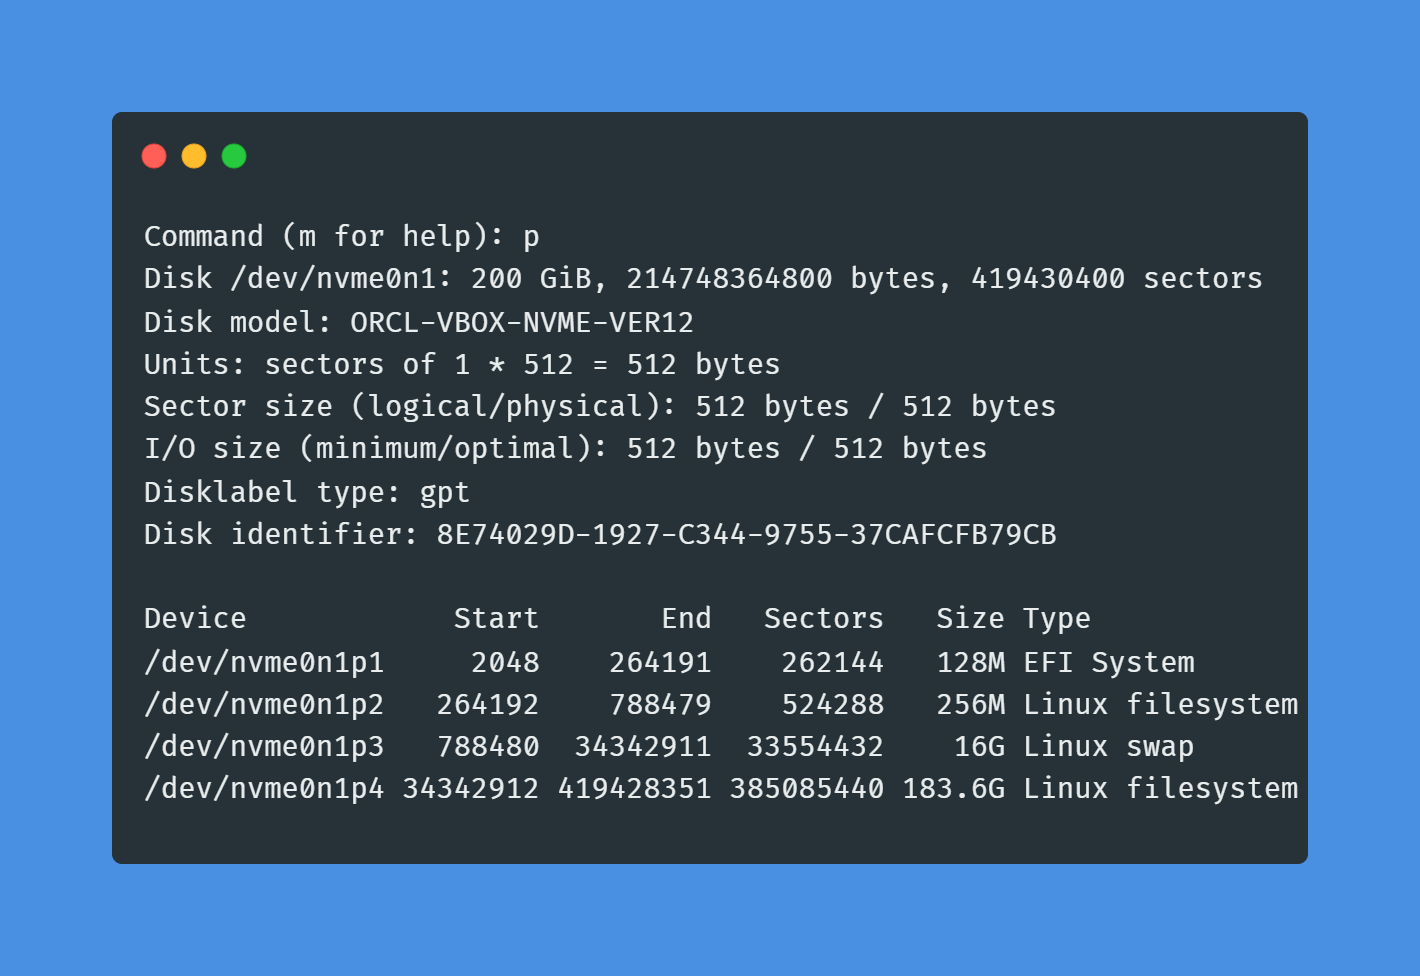 Command (m for help): p
Disk /dev/nvme0n1: 200 GiB, 214748364800 bytes, 419430400 sectors
Disk model: ORCL-VBOX-NVME-VER12
Units: sectors of 1 * 512 = 512 bytes
Sector size (logical/physical): 512 bytes / 512 bytes
I/O size (minimum/optimal): 512 bytes / 512 bytes
Disklabel type: gpt
Disk identifier: 8E74029D-1927-C344-9755-37CAFCFB79CB

Device            Start       End   Sectors   Size Type
/dev/nvme0n1p1     2048    264191    262144   128M EFI System
/dev/nvme0n1p2   264192    788479    524288   256M Linux filesystem
/dev/nvme0n1p3   788480  34342911  33554432    16G Linux swap
/dev/nvme0n1p4 34342912 419428351 385085440 183.6G Linux filesystem